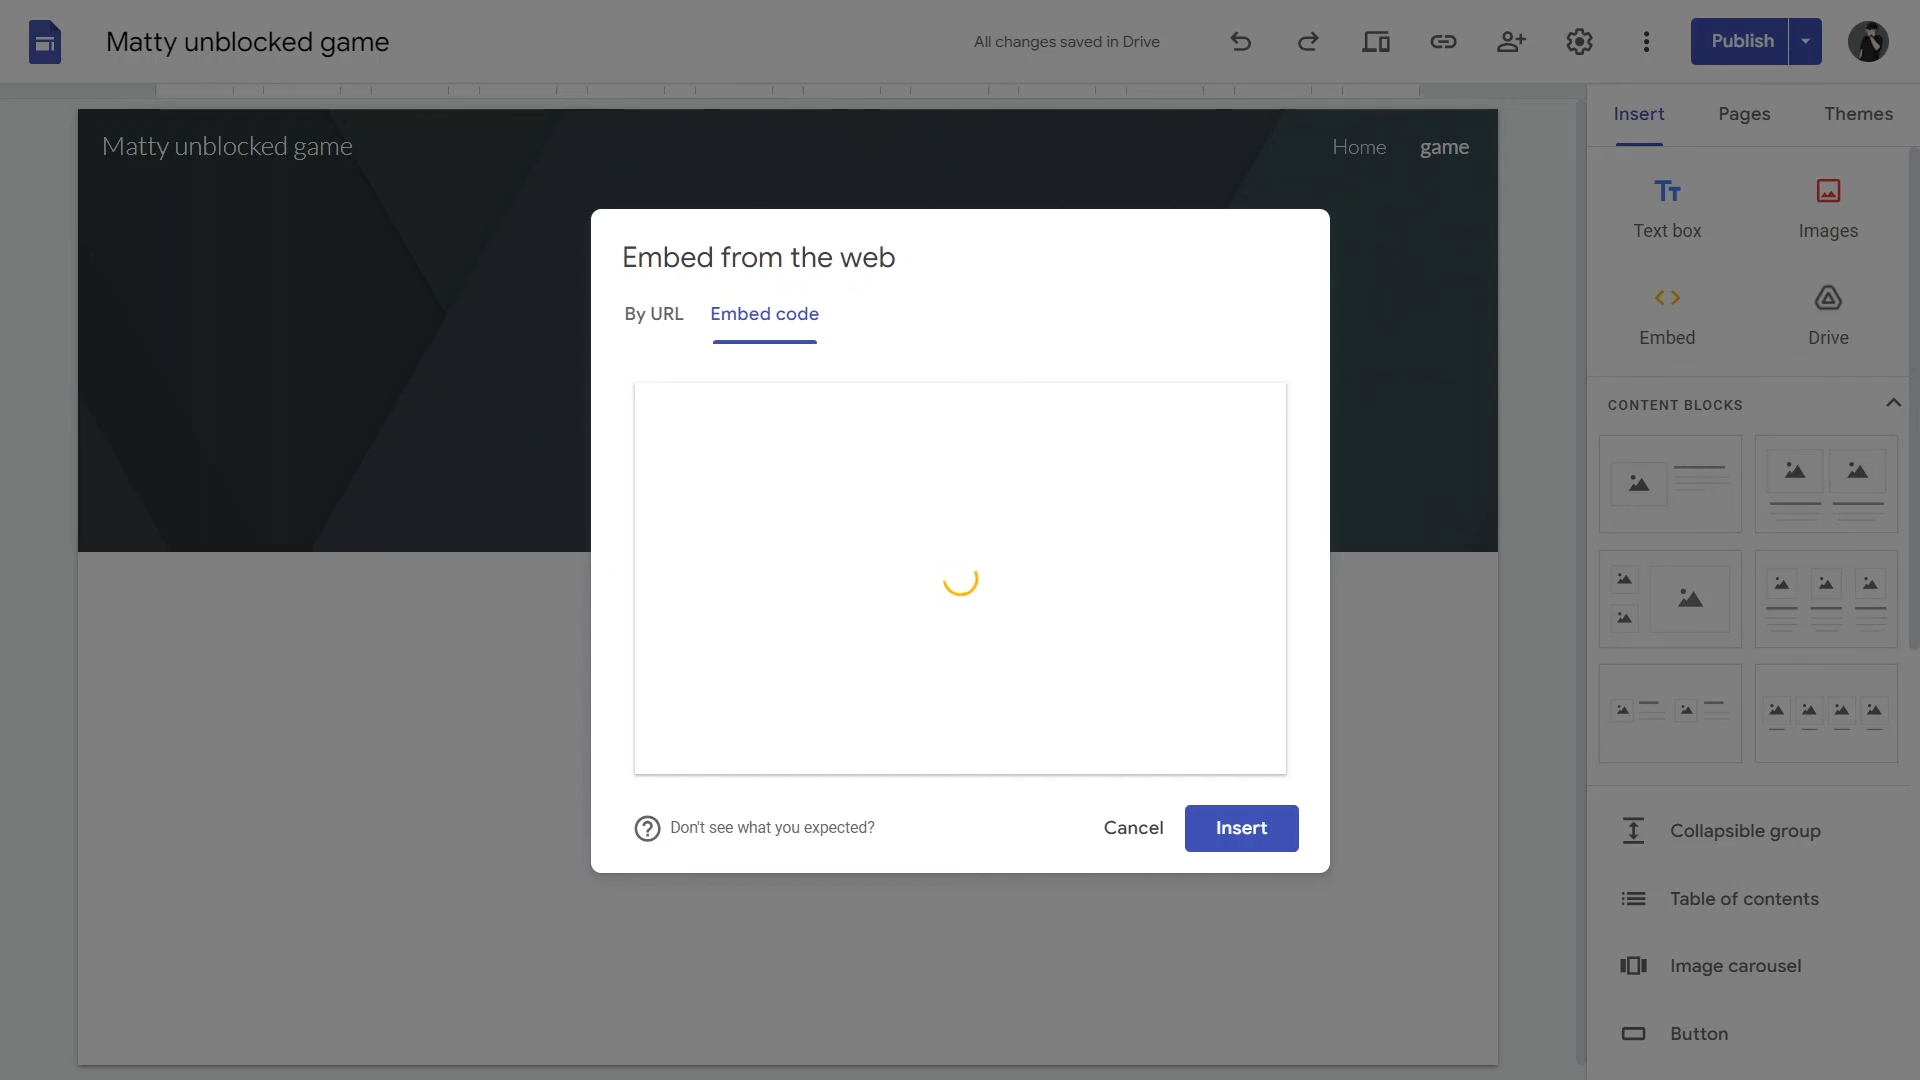 Matty unblocked game
All changes saved in Drive
Publish
Insert
Pages
Themes
Matty unblocked game
Home
game
Text box
Images
Embed
Drive
CONTENT BLOCKS
Embed from the web
By URL
Embed code
Don't see what you expected?
Cancel
Insert
Collapsible group
Table of contents
Image carousel
Button